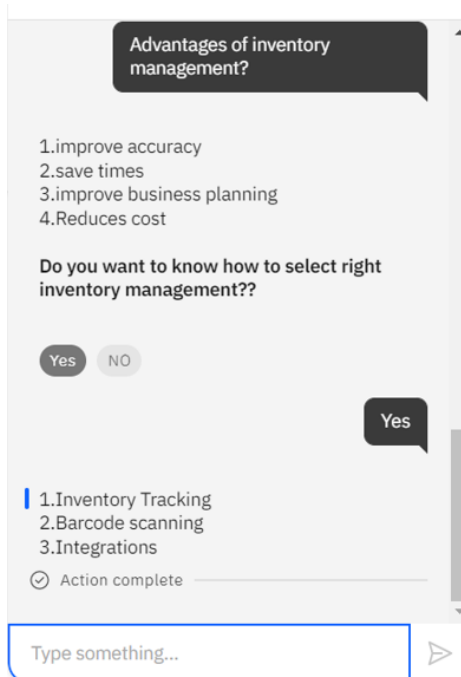 Advantages of inventory
management?
1.improve accuracy
2.save times
3.improve business planning
4.Reduces cost
Do you want to know how to select right
inventory management??
Yes NO
Yes
1.Inventory Tracking
2.Barcode scanning
3.Integrations
Action complete
Type something...